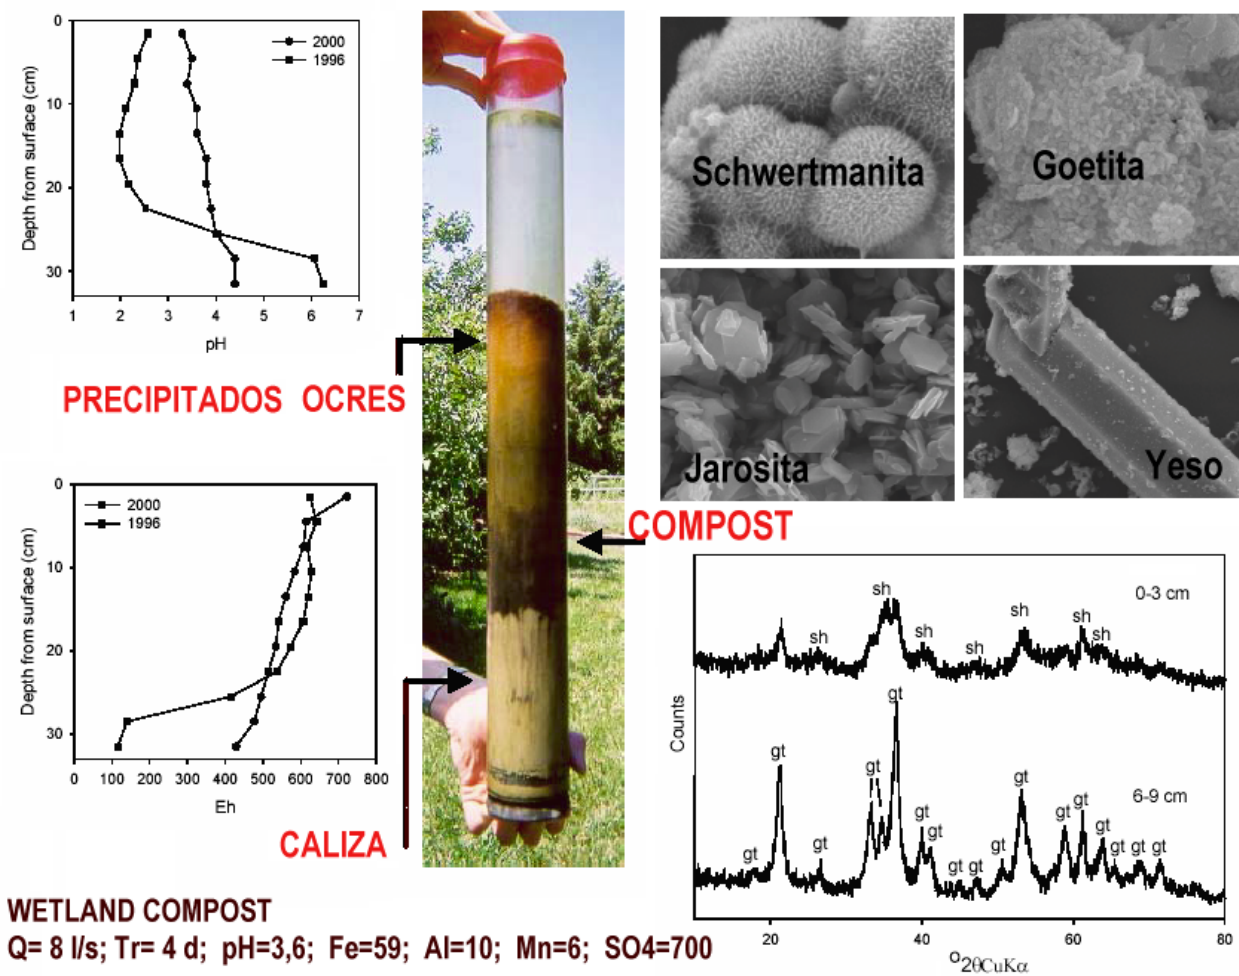 0
10
20
30
Depth from surface (cm)
2000
1996
1 2 3 4 5 6 7
pH
PRECIPITADOS OCRES
0
10
20
30
Depth from surface (cm)
2000
1996
0 100 200 300 400 500 600 700 800
Eh
CALIZA
COMPOST
Schwertmanita
Goetita
Jarosita
Yeso
0-3 cm
sh sh sh sh sh sh sh
Counts
6-9 cm
gt gt gt gt gt gt gt gt gt gt gt gt gt gt gt gt gt
20 40 60 80
°2θCuKα
WETLAND COMPOST
Q= 8 l/s; Tr= 4 d; pH=3,6; Fe=59; Al=10; Mn=6; SO4=700